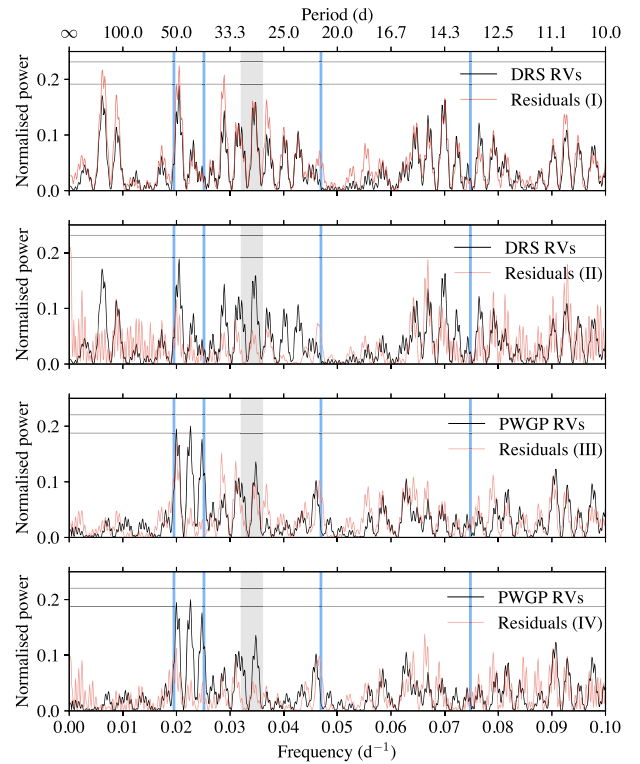 Period (d)
∞ 100.0 50.0 33.3 25.0 20.0 16.7 14.3 12.5 11.1 10.0
Normalised power
0.2
0.1
0.0
DRS RVs
Residuals (I)
Normalised power
0.2
0.1
0.0
DRS RVs
Residuals (II)
Normalised power
0.2
0.1
0.0
PWGP RVs
Residuals (III)
Normalised power
0.2
0.1
0.0
PWGP RVs
Residuals (IV)
0.00 0.01 0.02 0.03 0.04 0.05 0.06 0.07 0.08 0.09 0.10
Frequency (d⁻¹)